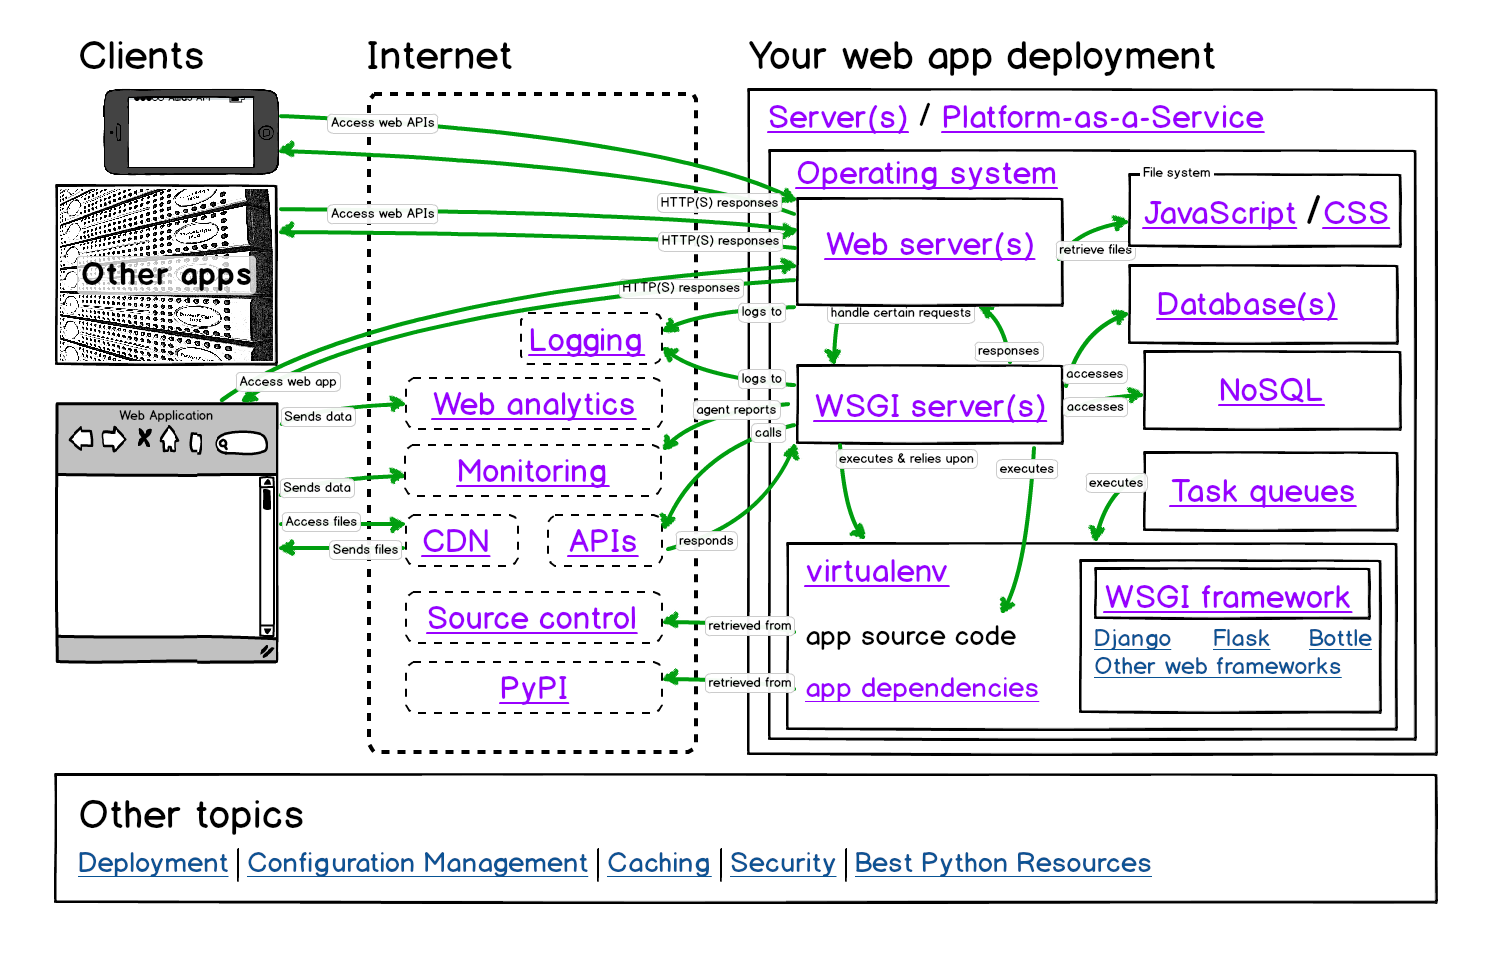 Clients
Internet
Your web app deployment
Server(s) / Platform-as-a-Service
Operating system
File system
JavaScript / CSS
Access web APIs
HTTP(S) responses
Access web APIs
HTTP(S) responses
Other apps
Web server(s)
retrieve files
Database(s)
HTTP(S) responses
logs to
handle certain requests
Logging
responses
accesses
logs to
Access web app
Web Application
Sends data
Web analytics
agent reports
calls
WSGI server(s)
accesses
NoSQL
Monitoring
Sends data
executes & relies upon
executes
executes
Task queues
Access files
Sends files
CDN
APIs
responds
virtualenv
WSGI framework
Source control
retrieved from
app source code
Django Flask Bottle
Other web frameworks
PyPI
retrieved from
app dependencies
Other topics
Deployment | Configuration Management | Caching | Security | Best Python Resources